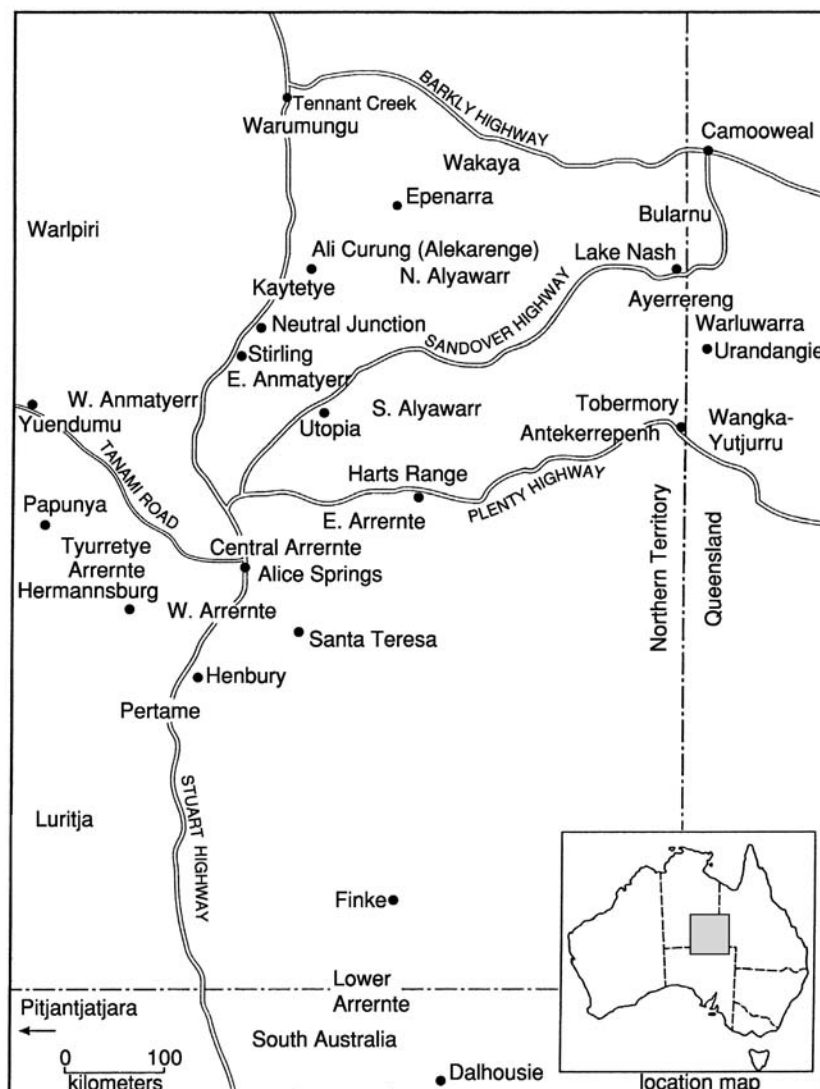 BARKLY HIGHWAY
Tennant Creek
Warumungu
Camooweal
Wakaya
Epenarra
Bularnu
Warlpiri
Ali Curung (Alekarenge)
Lake Nash
N. Alyawarr
Kaytetye
Ayerrereng
Neutral Junction
SANDOVER HIGHWAY
Warluwarra
Stirling
Urandangie
E. Anmatyerr
W. Anmatyerr
S. Alyawarr
Tobermory
Yuendumu
Utopia
Antekerrepenh
Wangka-
Yutjurru
TANAMI ROAD
Harts Range
PLENTY HIGHWAY
Papunya
E. Arrernte
Tyurretye
Arrernte
Central Arrernte
Alice Springs
Hermannsburg
W. Arrernte
Northern Territory
Queensland
Santa Teresa
Henbury
Pertame
STUART HIGHWAY
Luritja
Finke
Lower
Arrernte
Pitjantjatjara
South Australia
0 100
kilometers
Dalhousie
location map